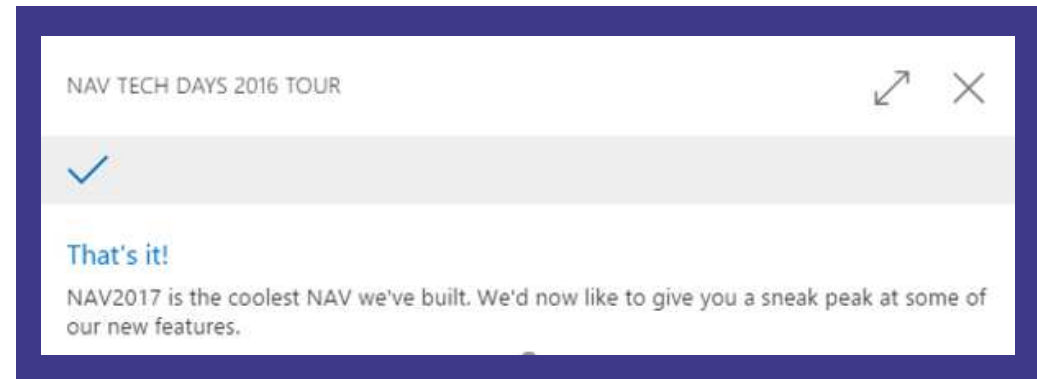 NAV TECH DAYS 2016 TOUR
That's it!
NAV2017 is the coolest NAV we've built. We'd now like to give you a sneak peak at some of
our new features.